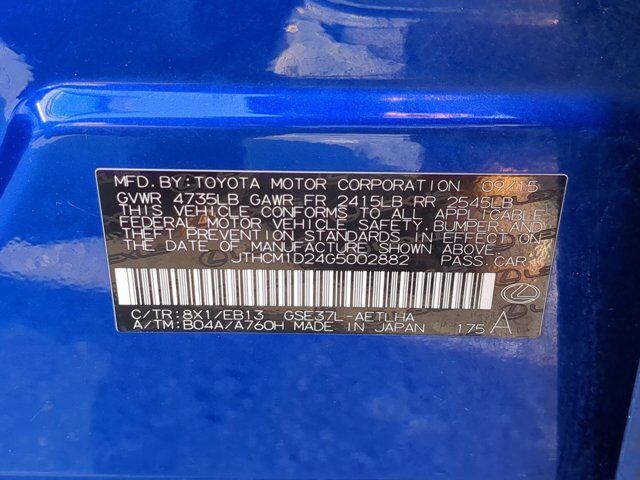 MFD.BY:TOYOTA MOTOR CORPORATION 09/15
GVWR 4735LB GAWR FR 2415LB RR 2545LB
THIS VEHICLE CONFORMS TO ALL APPLICABLE
FEDERAL MOTOR VEHICLE SAFETY,BUMPER,AND
THEFT PREVENTION STANDARDS IN EFFECT ON
THE DATE OF MANUFACTURE SHOWN ABOVE.
JTHCM1D24G5002882 PASS.CAR
C/TR:8X1/EB13 GSE37L-AETLHA
A/TM:B04A/A760H MADE IN JAPAN 175 A